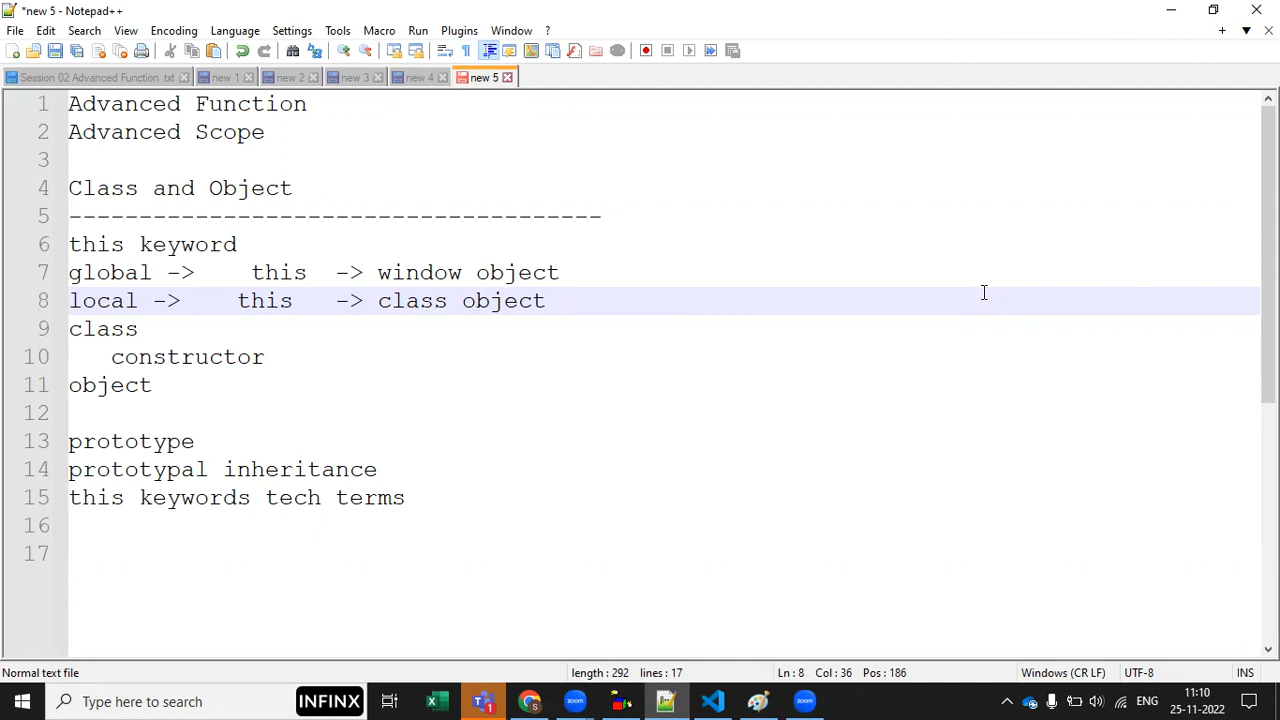 *new 5 - Notepad++
File Edit Search View Encoding Language Settings Tools Macro Run Plugins Window ?
Session 02 Advanced Function .txt new 1 new 2 new 3 new 4 new 5
1 Advanced Function
2 Advanced Scope
3
4 Class and Object
5 --------------------------------------
6 this keyword
7 global -> this -> window object
8 local -> this -> class object
9 class
10 constructor
11 object
12
13 prototype
14 prototypal inheritance
15 this keywords tech terms
16
17
Normal text file length : 292 lines : 17 Ln : 8 Col : 36 Pos : 186 Windows (CR LF) UTF-8 INS
Type here to search INFINX ENG 11:10
25-11-2022